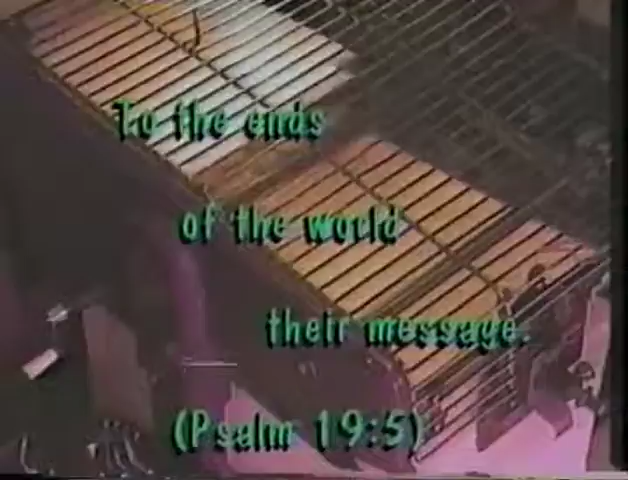 To the ends
of the world
their message.
(Psalm 19:5)